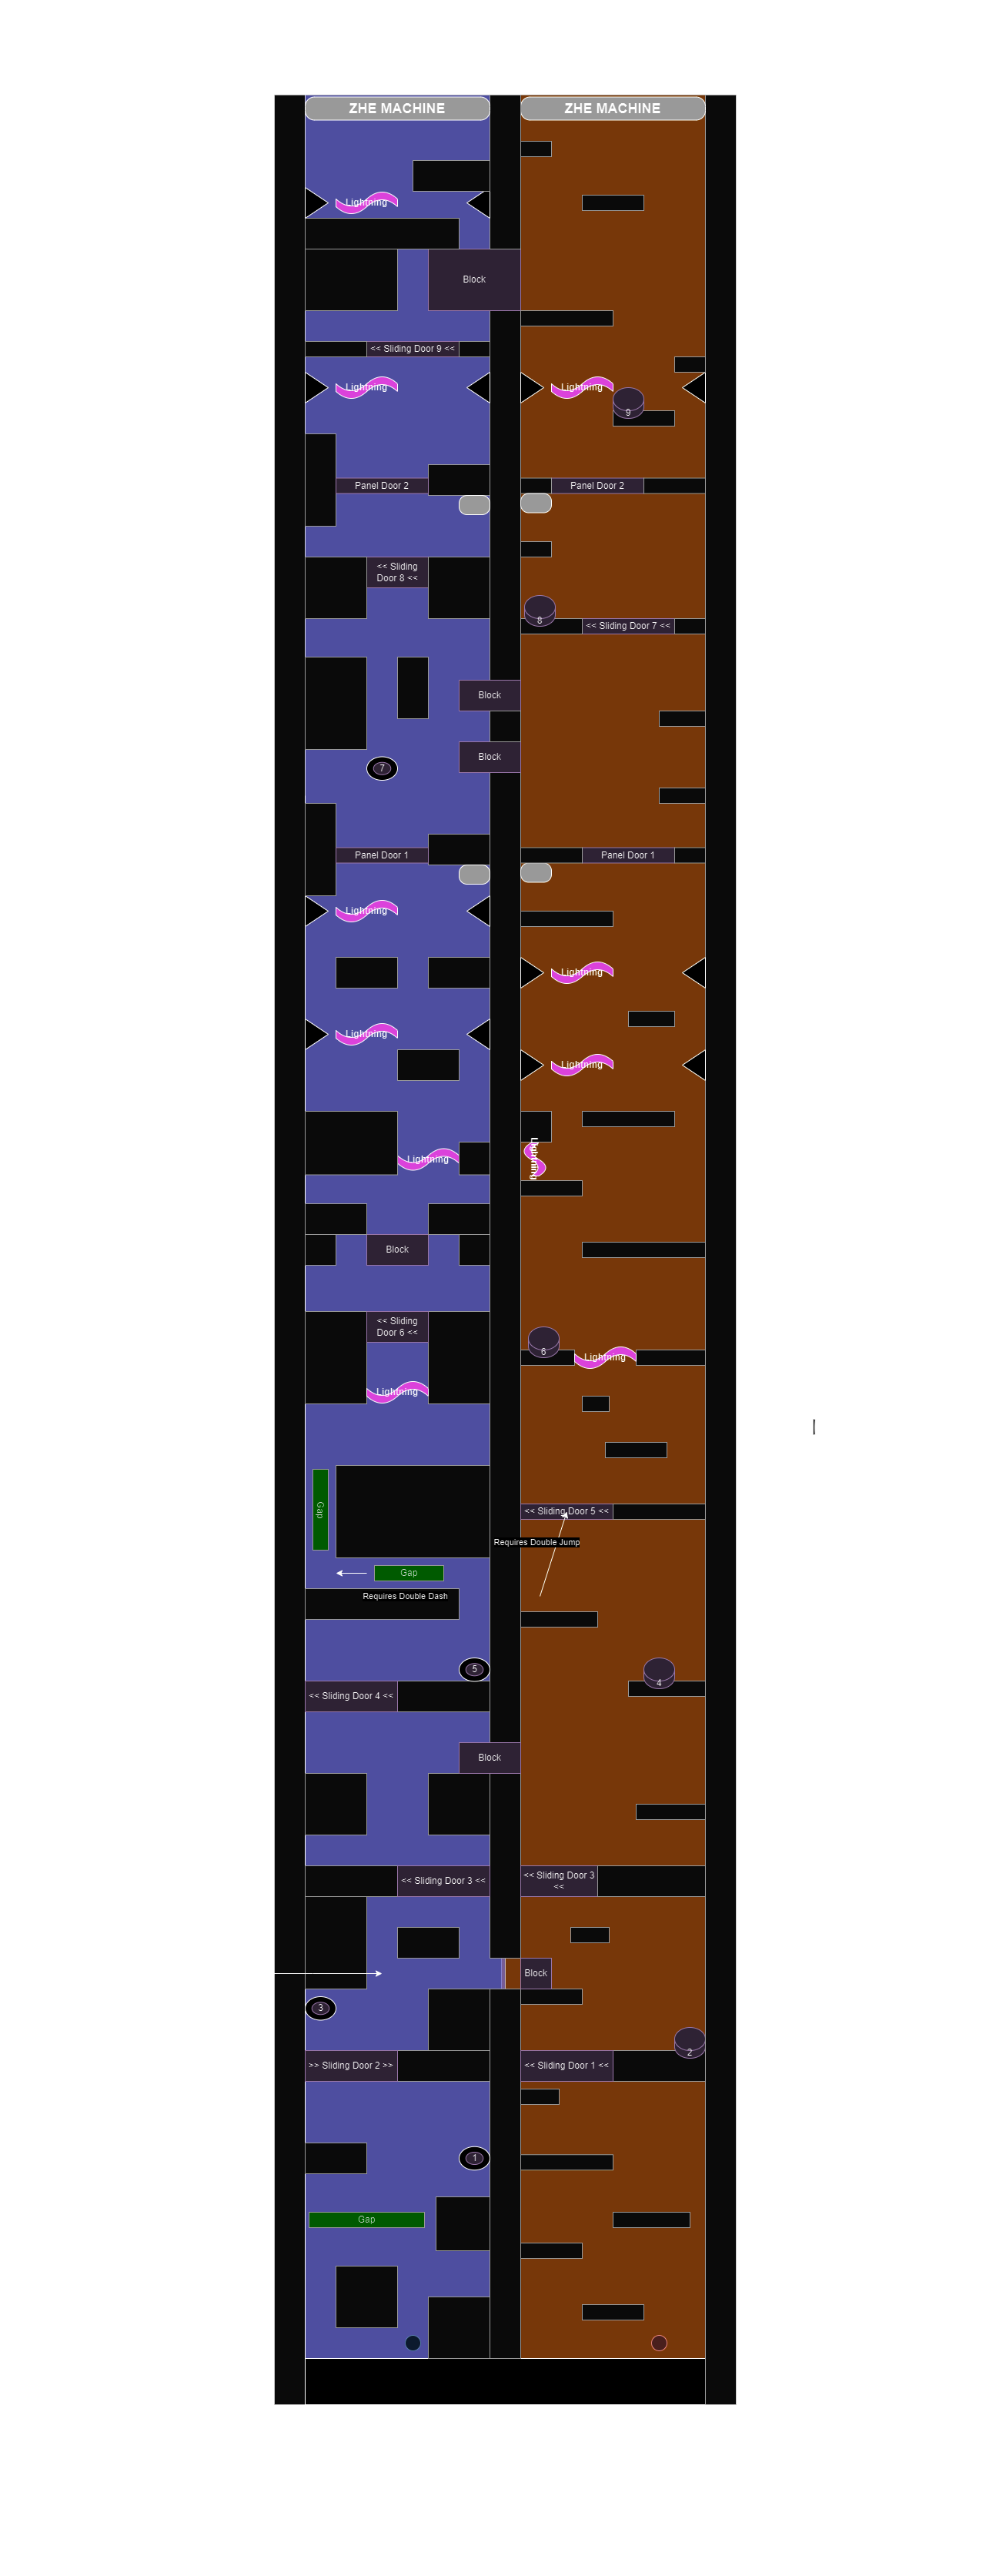 ZHE MACHINE
ZHE MACHINE
Lightning
Block
<< Sliding Door 9 <<
Lightning
Lightning
9
Panel Door 2
Panel Door 2
<< Sliding
Door 8 <<
8
<< Sliding Door 7 <<
Block
Block
7
Panel Door 1
Panel Door 1
Lightning
Lightning
Lightning
Lightning
Lightning
Lightning
Block
<< Sliding
Door 6 <<
6
Lightning
Lightning
Gap
<< Sliding Door 5 <<
Requires Double Jump
Gap
Requires Double Dash
5
4
<< Sliding Door 4 <<
Block
<< Sliding Door 3 <<
<< Sliding Door 3
<<
Block
3
2
>> Sliding Door 2 >>
<< Sliding Door 1 <<
1
Gap